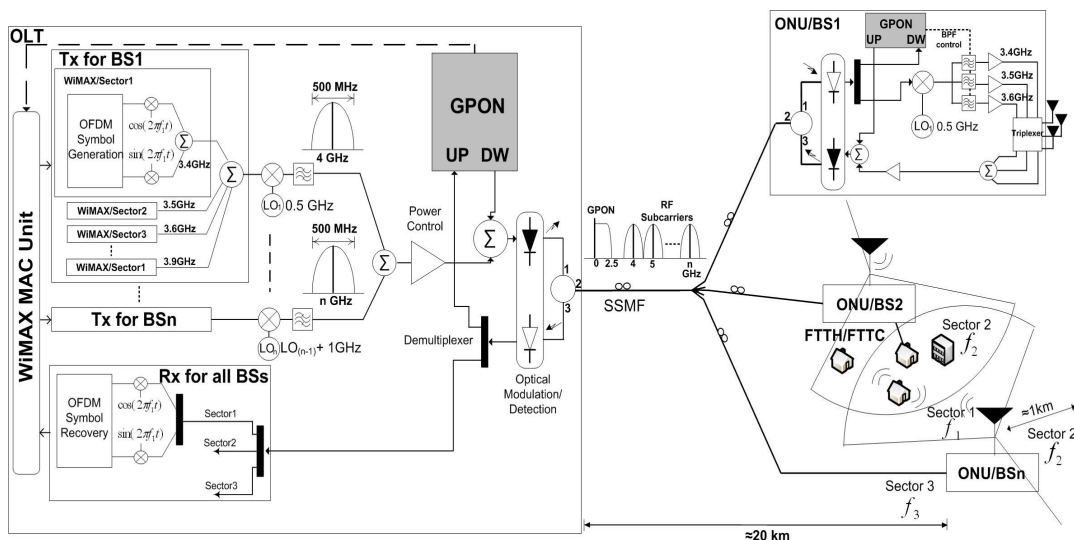 OLT
Tx for BS1
WiMAX/Sector1
OFDM
Symbol
Generation
cos(2πf₁t)
sin(2πf₁t)
Σ
3.4GHz
WiMAX/Sector2
3.5GHz
WiMAX/Sector3
3.6GHz
WiMAX/Sector1
3.9GHz
Σ
WiMAX MAC Unit
Tx for BSn
LO₁
0.5 GHz
500 MHz
4 GHz
500 MHz
n GHz
LOn
LO(n-1)+ 1GHz
Σ
Power
Control
GPON
UP DW
Σ
1
2
3
Demultiplexer
Optical
Modulation/
Detection
Rx for all BSs
OFDM
Symbol
Recovery
cos(2πf₁t)
sin(2πf₁t)
Sector1
Sector2
Sector3
GPON
RF
Subcarriers
0 2.5 4 5 n
GHz
SSMF
≈20 km
ONU/BS1
GPON
UP DW
BPF
control
3.4GHz
3.5GHz
3.6GHz
1
2
3
LO₁
0.5 GHz
Triplexer
Σ
Σ
ONU/BS2
FTTH/FTTC
Sector 2
f₂
Sector 1
f₁
≈1km
Sector 2
f₂
ONU/BSn
Sector 3
f₃